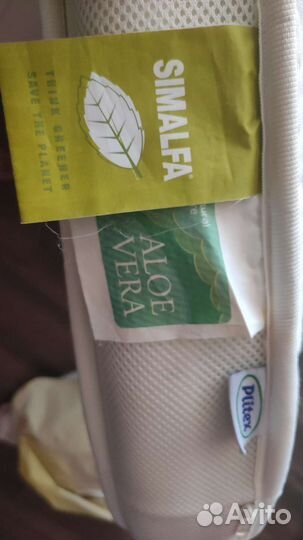 SIMALFA®
THINK GREENER
SAVE THE PLANET
ALOE
VERA
Plitex
Avito